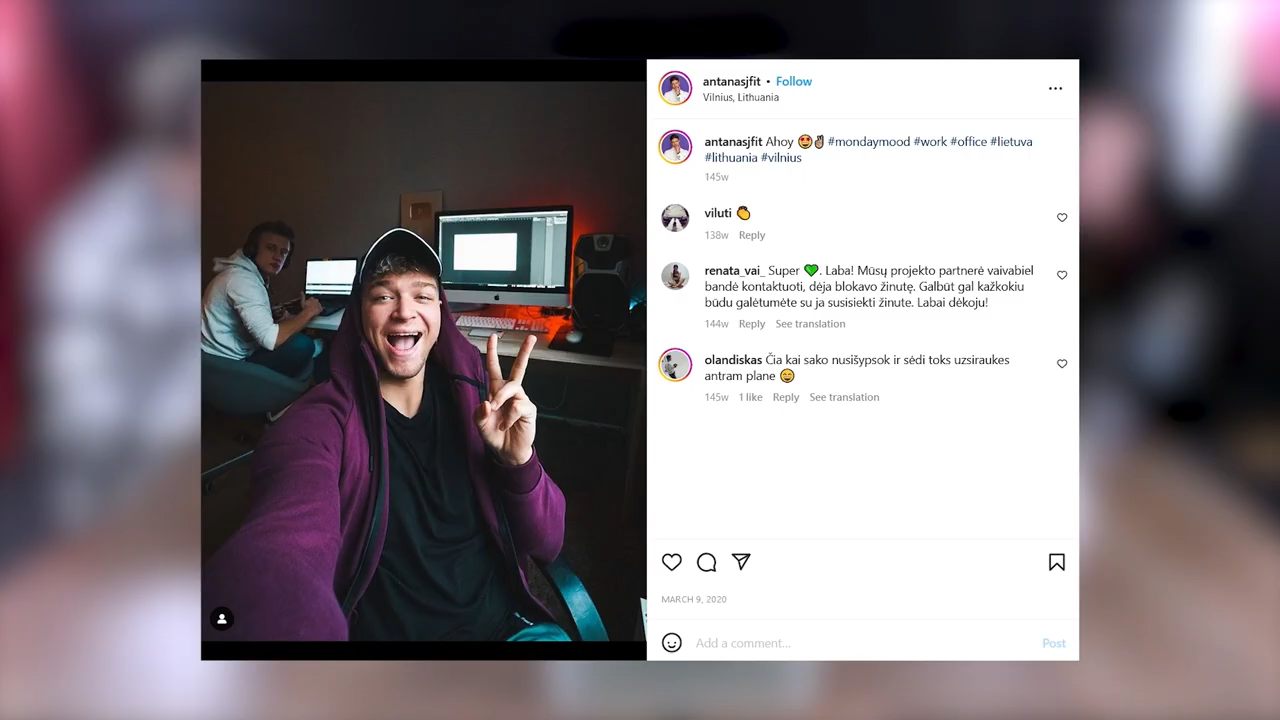 antanasjfit • Follow
Vilnius, Lithuania
antanasjfit Ahoy 😍✌🏼 #mondaymood #work #office #lietuva
#lithuania #vilnius
145w
viluti 👏
138w Reply
renata_vai_ Super 💚. Laba! Mūsų projekto partnerė vaivabiel
bandė kontaktuoti, dėja blokavo žinutę. Galbūt gal kažkokiu
būdu galėtumėte su ja susisiekti žinute. Labai dėkoju!
144w Reply See translation
olandiskas Čia kai sako nusišypsok ir sėdi toks uzsiraukes
antram plane 😄
145w 1 like Reply See translation
MARCH 9, 2020
Add a comment... Post